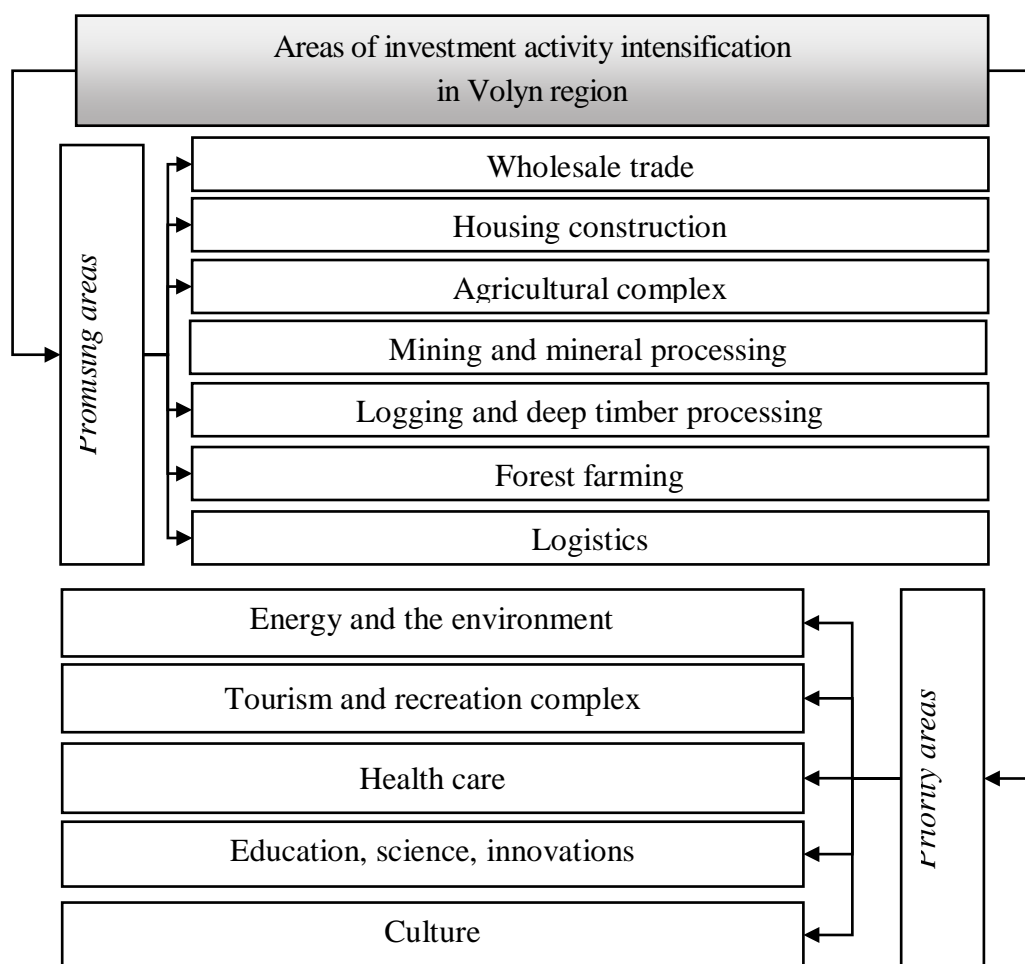 Areas of investment activity intensification
in Volyn region
Promising areas
Wholesale trade
Housing construction
Agricultural complex
Mining and mineral processing
Logging and deep timber processing
Forest farming
Logistics
Energy and the environment
Tourism and recreation complex
Health care
Education, science, innovations
Culture
Priority areas